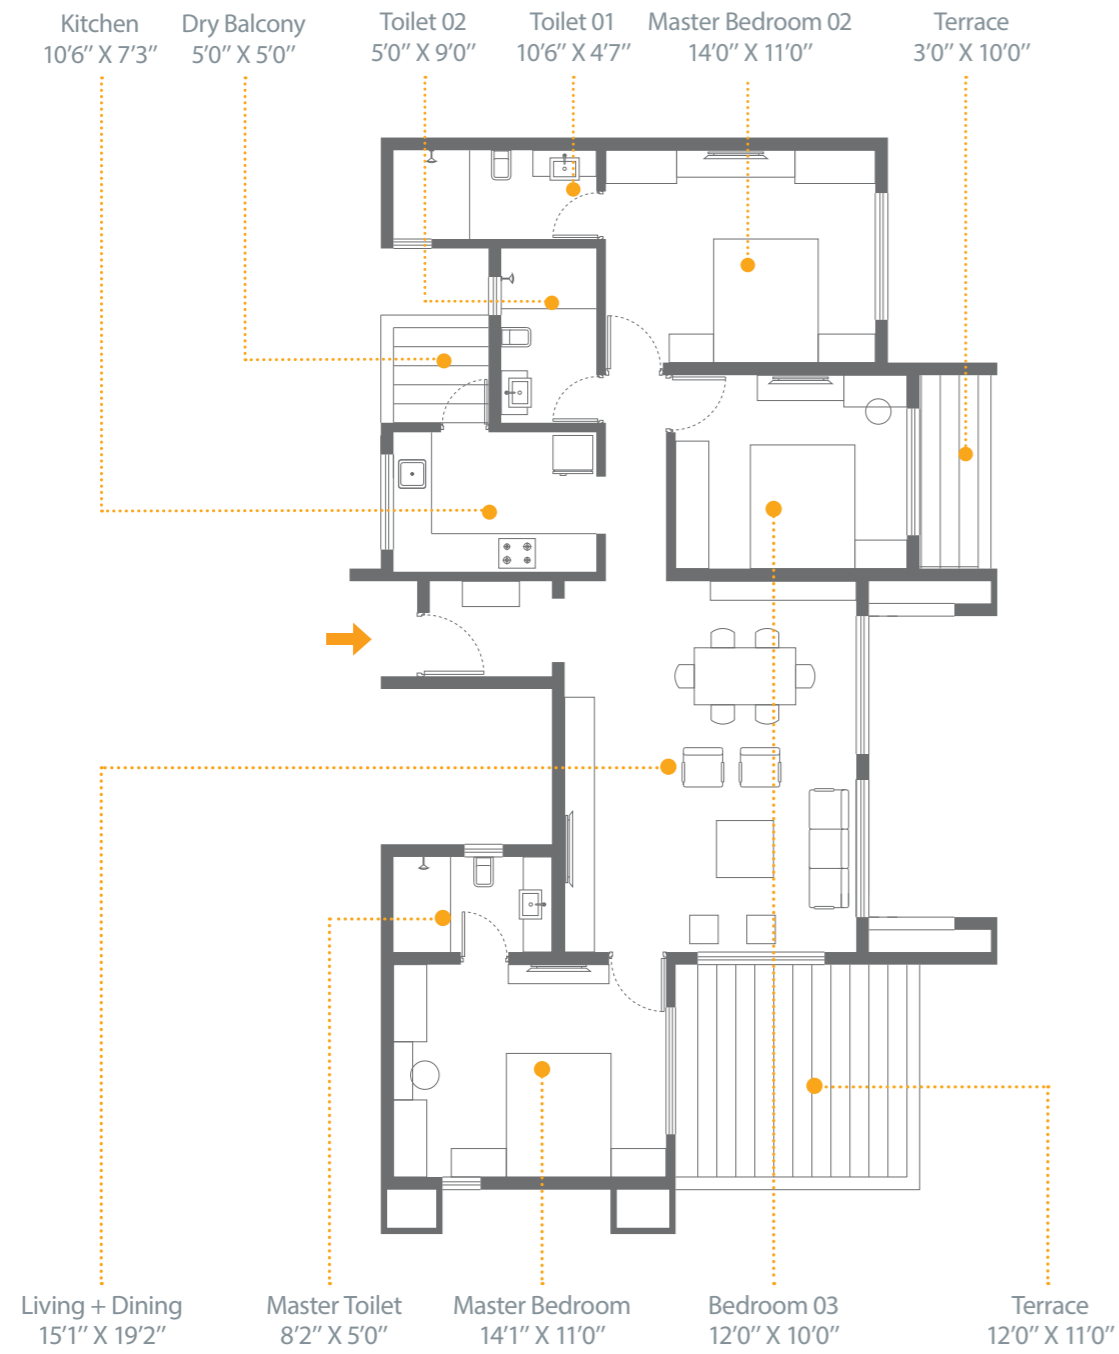 Kitchen
10’6’’ X 7’3’’
Dry Balcony
5’0’’ X 5’0’’
Toilet 02
5’0’’ X 9’0’’
Toilet 01
10’6’’ X 4’7’’
Master Bedroom 02
14’0’’ X 11’0’’
Terrace
3’0’’ X 10’0’’
Living + Dining
15’1’’ X 19’2’’
Master Toilet
8’2’’ X 5’0’’
Master Bedroom
14’1’’ X 11’0’’
Bedroom 03
12’0’’ X 10’0’’
Terrace
12’0’’ X 11’0’’